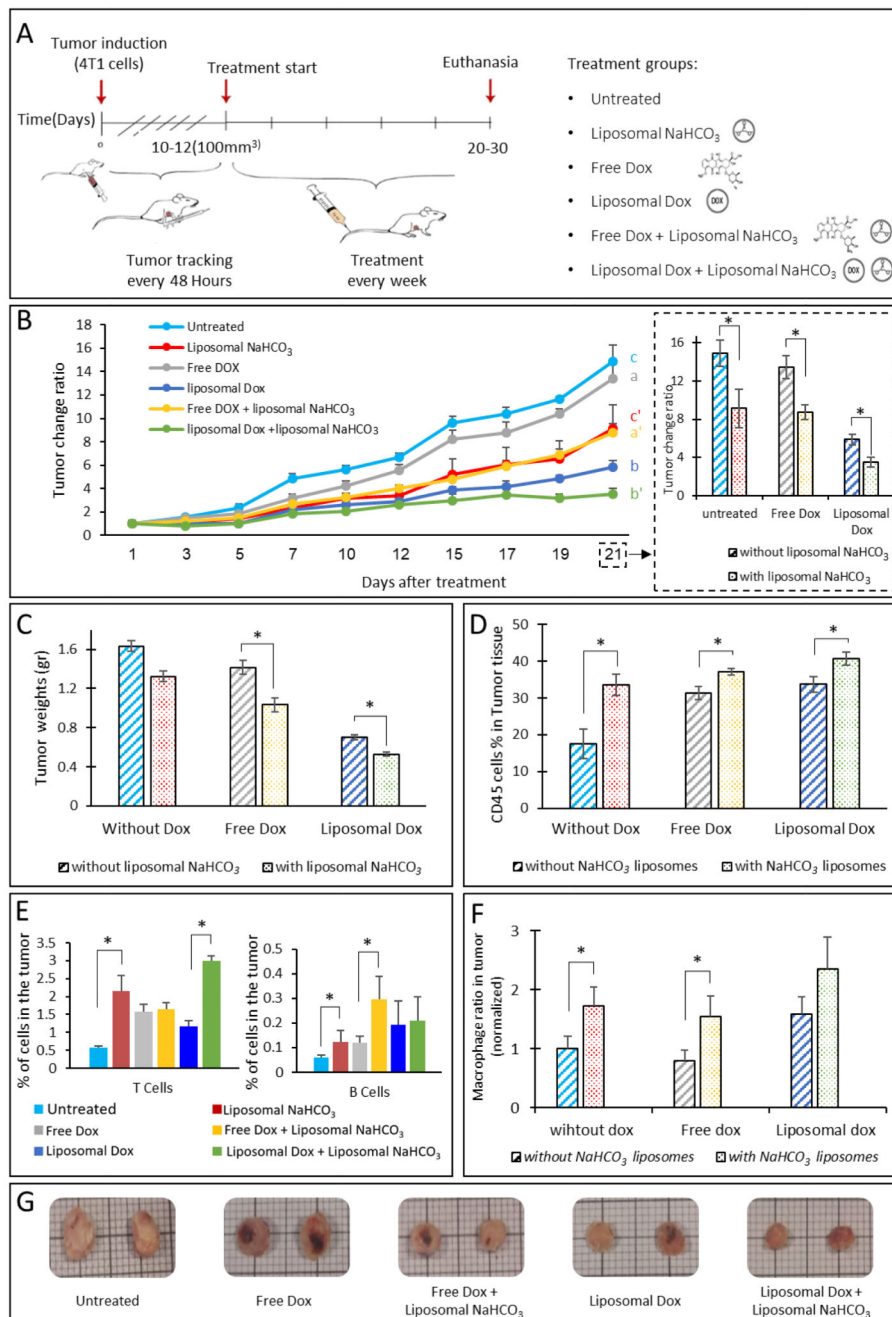 A
Tumor induction
(4T1 cells)
Treatment start
Euthanasia
Time(Days)
0
10-12(100mm³)
20-30
Tumor tracking
every 48 Hours
Treatment
every week
Treatment groups:
• Untreated
• Liposomal NaHCO₃
• Free Dox
• Liposomal Dox DOX
• Free Dox + Liposomal NaHCO₃
• Liposomal Dox + Liposomal NaHCO₃ DOX
B
Tumor change ratio
18
16
14
12
10
8
6
4
2
0
Untreated
Liposomal NaHCO₃
Free DOX
liposomal Dox
Free DOX + liposomal NaHCO₃
liposomal Dox +liposomal NaHCO₃
c
a
c'
a'
b
b'
1 3 5 7 10 12 15 17 19 21
Days after treatment
Tumor change ratio
16
12
8
4
0
* * *
untreated Free Dox Liposomal
Dox
without liposomal NaHCO₃
with liposomal NaHCO₃
C
Tumor weights (gr)
1.6
1.2
0.8
0.4
0
* *
Without Dox Free Dox Liposomal Dox
without liposomal NaHCO₃ with liposomal NaHCO₃
D
CD45 cells % in Tumor tissue
50
40
30
20
10
0
* * *
Without Dox Free Dox Liposomal Dox
without NaHCO₃ liposomes with NaHCO₃ liposomes
E
% of cells in the tumor
3.5
3
2.5
2
1.5
1
0.5
0
* *
T Cells
% of cells in the tumor
0.5
0.4
0.3
0.2
0.1
0
* *
B Cells
Untreated Liposomal NaHCO₃
Free Dox Free Dox + Liposomal NaHCO₃
Liposomal Dox Liposomal Dox + Liposomal NaHCO₃
F
Macrophage ratio in tumor
(normalized)
3
2
1
0
* *
wihtout dox Free dox Liposomal dox
without NaHCO₃ liposomes with NaHCO₃ liposomes
G
Untreated
Free Dox
Free Dox +
Liposomal NaHCO₃
Liposomal Dox
Liposomal Dox +
Liposomal NaHCO₃